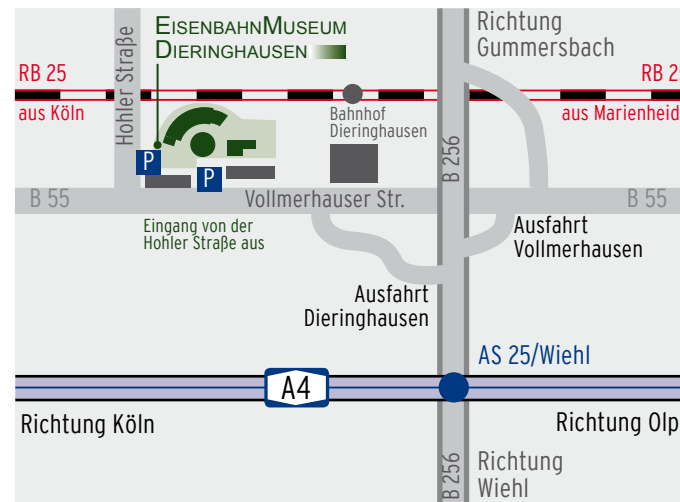 EISENBAHNMUSEUM
DIERINGHAUSEN
Richtung
Gummersbach
Hohler Straße
RB 25
RB 2
aus Köln
Bahnhof
Dieringhausen
aus Marienheid
B 256
P
P
B 55
Vollmerhauser Str.
B 55
Eingang von der
Hohler Straße aus
Ausfahrt
Vollmerhausen
Ausfahrt
Dieringhausen
AS 25/Wiehl
A4
Richtung Köln
Richtung Olp
B 256
Richtung
Wiehl